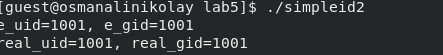 [guest@osmanalinikolay lab5]$ ./simpleid2
e_uid=1001, e_gid=1001
real_uid=1001, real_gid=1001